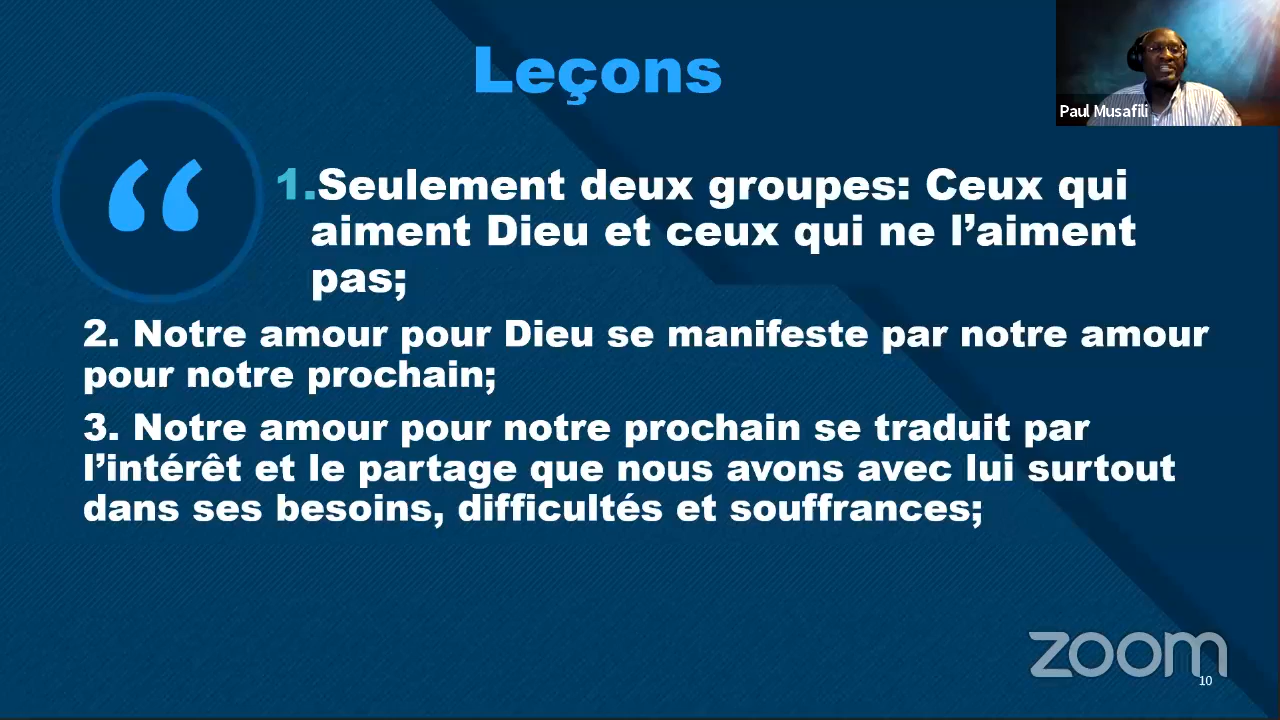 Leçons
Paul Musafili
“
1.Seulement deux groupes: Ceux qui
aiment Dieu et ceux qui ne l’aiment
pas;
2. Notre amour pour Dieu se manifeste par notre amour
pour notre prochain;
3. Notre amour pour notre prochain se traduit par
l’intérêt et le partage que nous avons avec lui surtout
dans ses besoins, difficultés et souffrances;
zoom
10